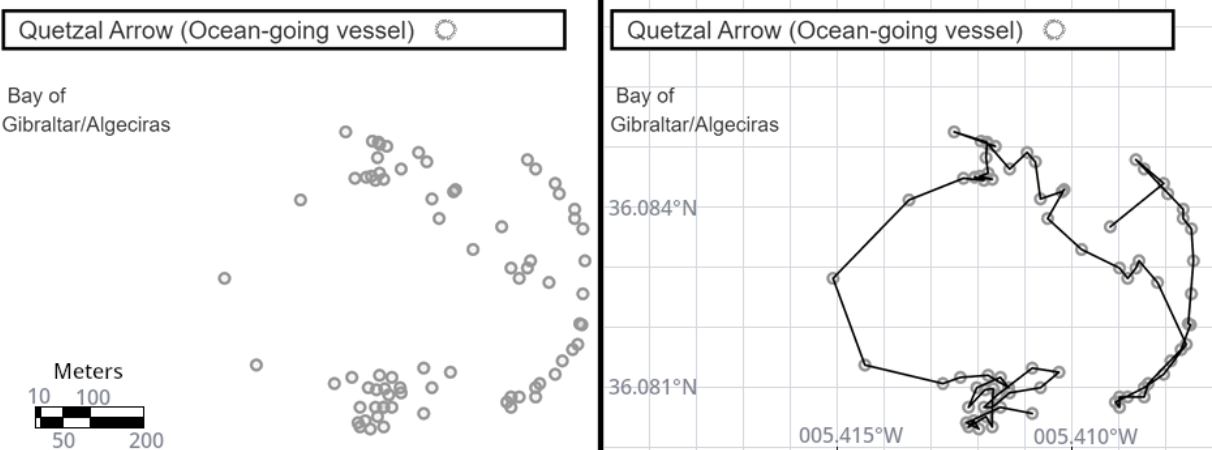 Quetzal Arrow (Ocean-going vessel)
Bay of
Gibraltar/Algeciras
Meters
10 100
50 200
Quetzal Arrow (Ocean-going vessel)
Bay of
Gibraltar/Algeciras
36.084°N
36.081°N
005.415°W 005.410°W